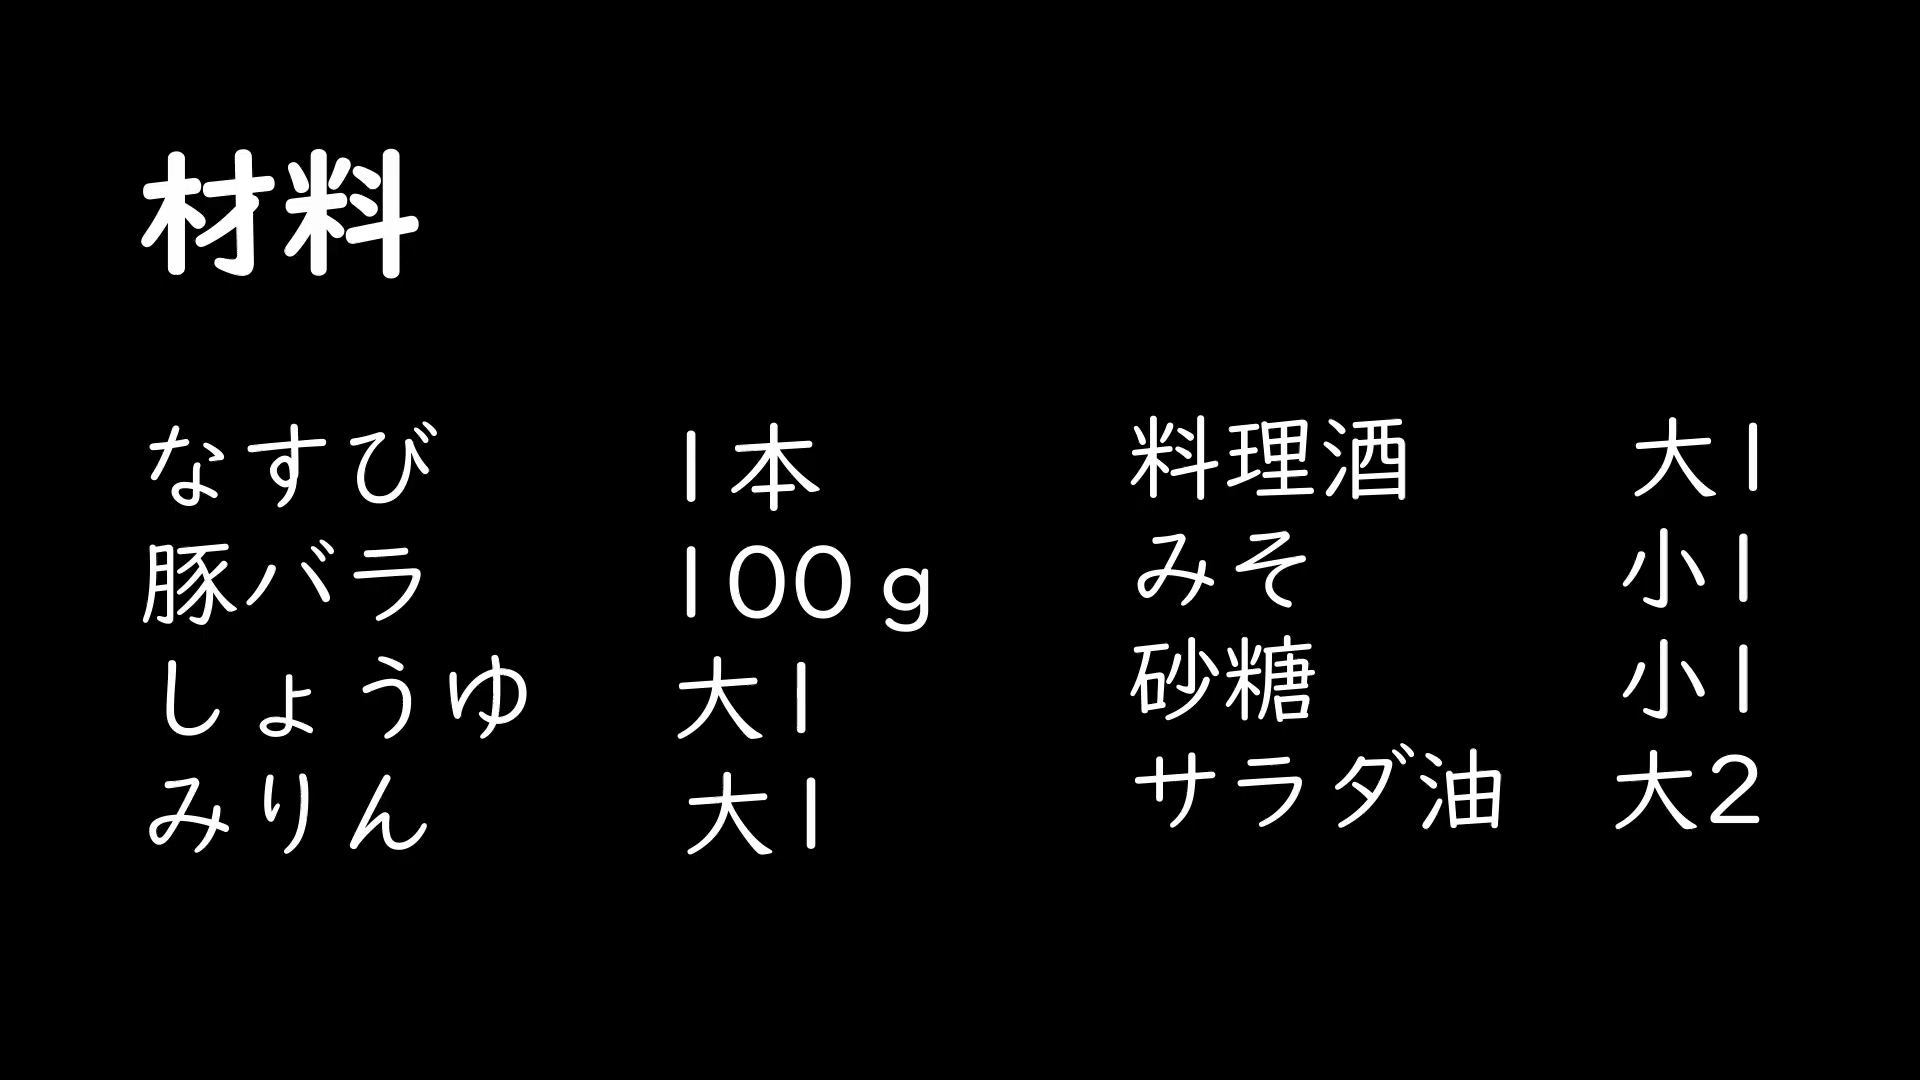 材料
なすび 1本
豚バラ 100g
しょうゆ 大1
みりん 大1
料理酒 大1
みそ 小1
砂糖 小1
サラダ油 大2